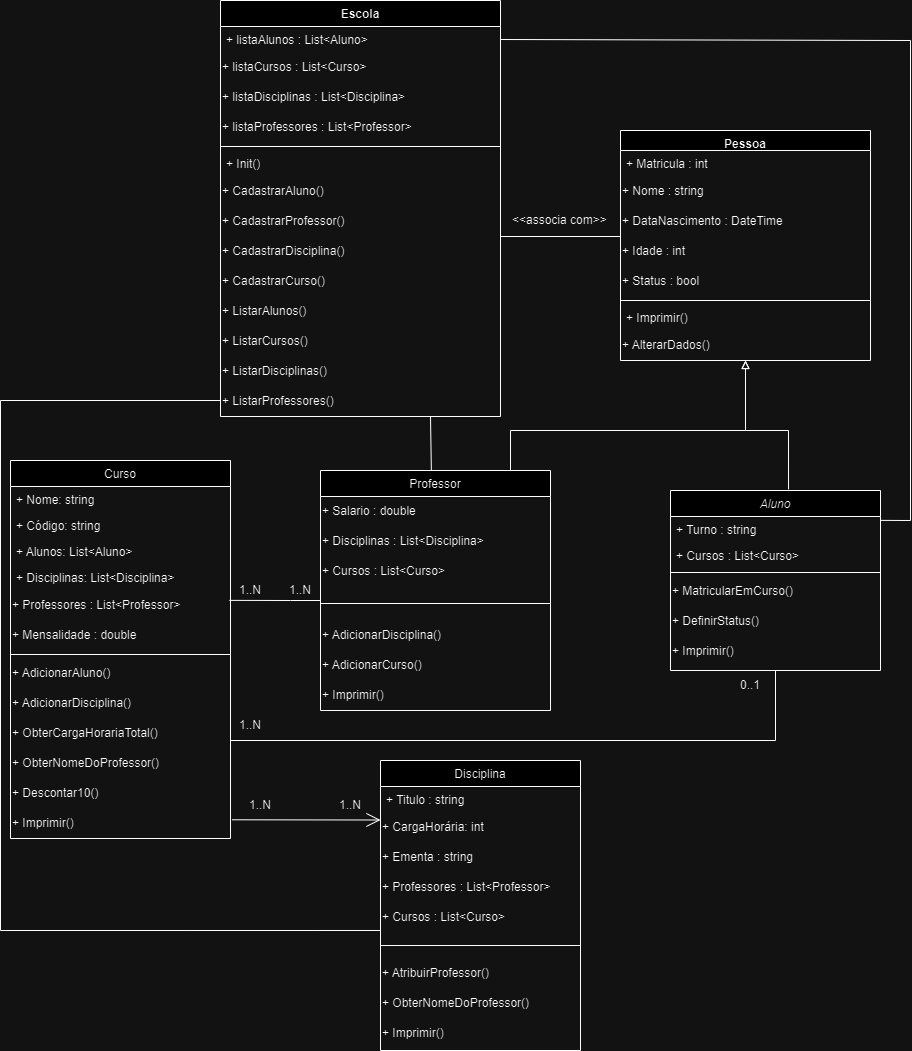 Escola
+ listaAlunos : List<Aluno>
+ listaCursos : List<Curso>
+ listaDisciplinas : List<Disciplina>
+ listaProfessores : List<Professor>
+ Init()
+ CadastrarAluno()
+ CadastrarProfessor()
+ CadastrarDisciplina()
+ CadastrarCurso()
+ ListarAlunos()
+ ListarCursos()
+ ListarDisciplinas()
+ ListarProfessores()
<<associa com>>
Pessoa
+ Matricula : int
+ Nome : string
+ DataNascimento : DateTime
+ Idade : int
+ Status : bool
+ Imprimir()
+ AlterarDados()
Curso
+ Nome: string
+ Código: string
+ Alunos: List<Aluno>
+ Disciplinas: List<Disciplina>
+ Professores : List<Professor>
+ Mensalidade : double
+ AdicionarAluno()
+ AdicionarDisciplina()
+ ObterCargaHorariaTotal()
+ ObterNomeDoProfessor()
+ Descontar10()
+ Imprimir()
1..N
1..N
Professor
+ Salario : double
+ Disciplinas : List<Disciplina>
+ Cursos : List<Curso>
+ AdicionarDisciplina()
+ AdicionarCurso()
+ Imprimir()
Aluno
+ Turno : string
+ Cursos : List<Curso>
+ MatricularEmCurso()
+ DefinirStatus()
+ Imprimir()
0..1
1..N
1..N
1..N
Disciplina
+ Titulo : string
+ CargaHorária: int
+ Ementa : string
+ Professores : List<Professor>
+ Cursos : List<Curso>
+ AtribuirProfessor()
+ ObterNomeDoProfessor()
+ Imprimir()